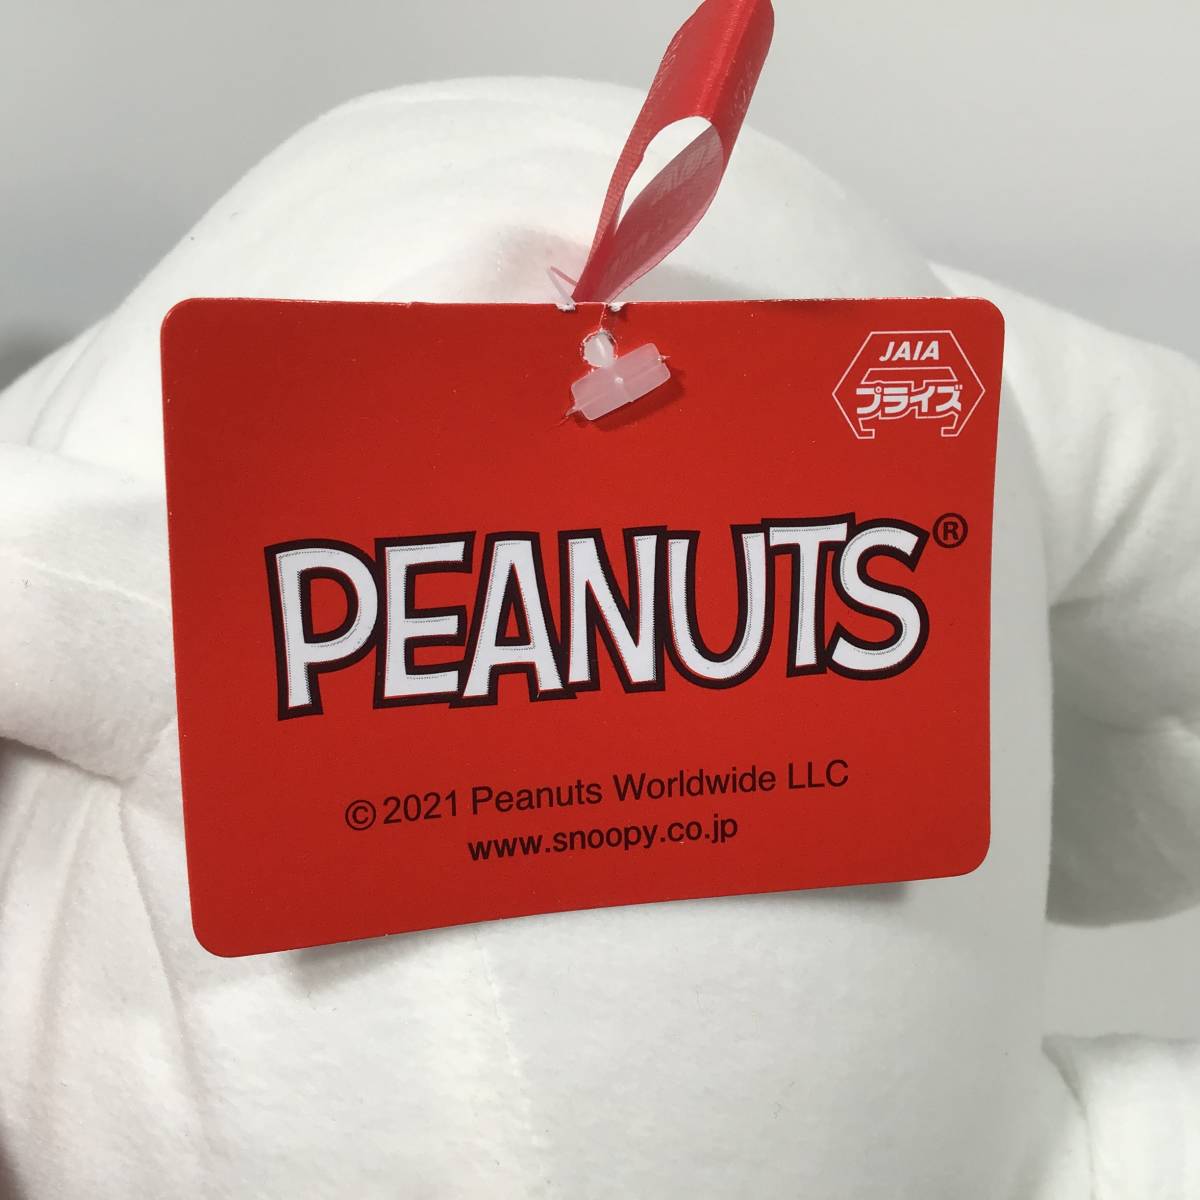 JAIA
プライズ
PEANUTS®
© 2021 Peanuts Worldwide LLC
www.snoopy.co.jp